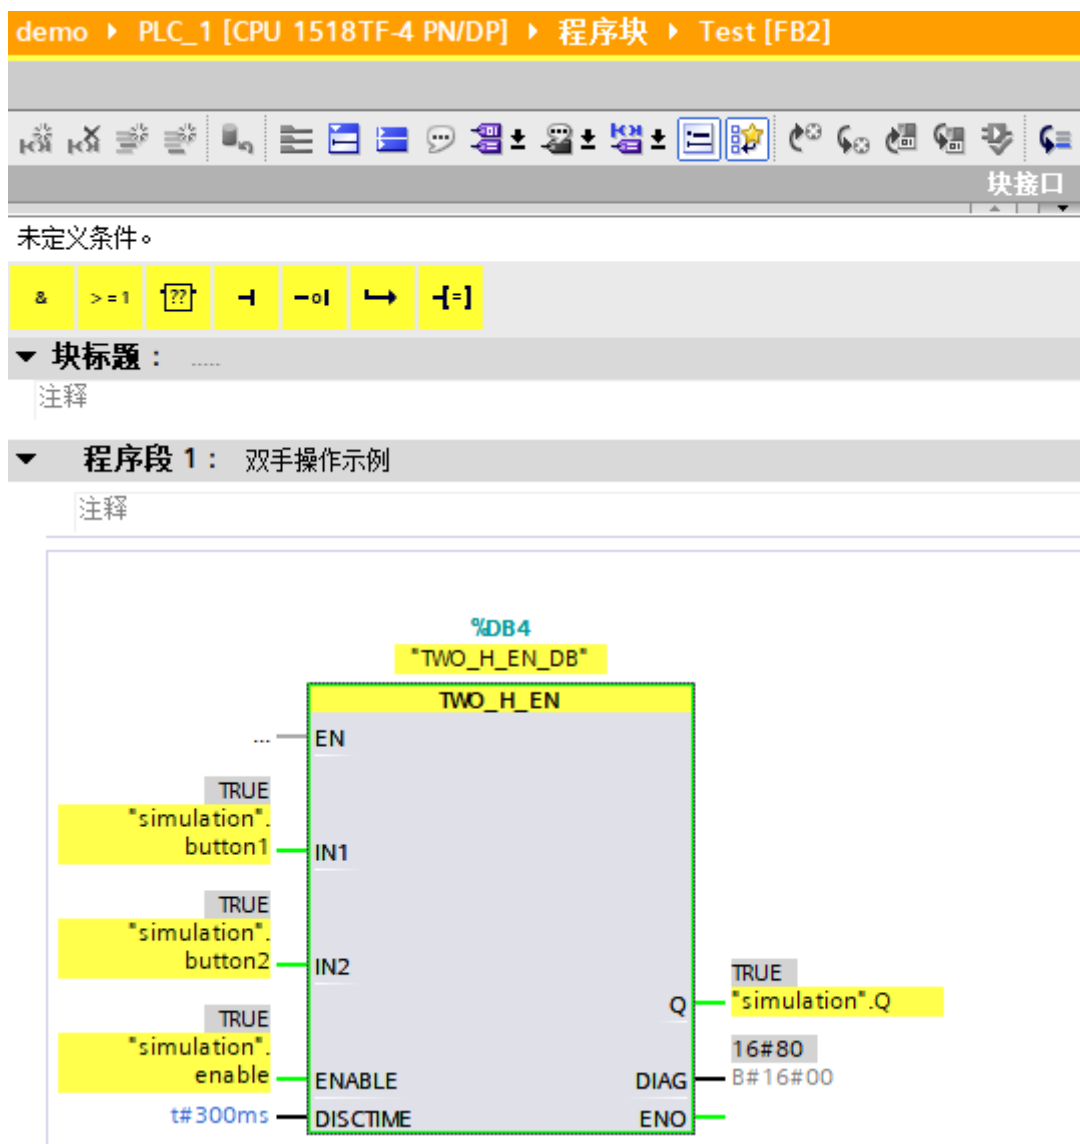 demo ▸ PLC_1 [CPU 1518TF-4 PN/DP] ▸ 程序块 ▸ Test [FB2]
块接口
未定义条件。
& >=1 ?? -[=]
块标题： .....
注释
程序段 1： 双手操作示例
注释
%DB4
"TWO_H_EN_DB"
TWO_H_EN
... EN
TRUE
"simulation".
button1 IN1
TRUE
"simulation".
button2 IN2
TRUE
Q "simulation".Q
TRUE
"simulation".
enable ENABLE
16#80
DIAG B#16#00
t#300ms DISCTIME ENO